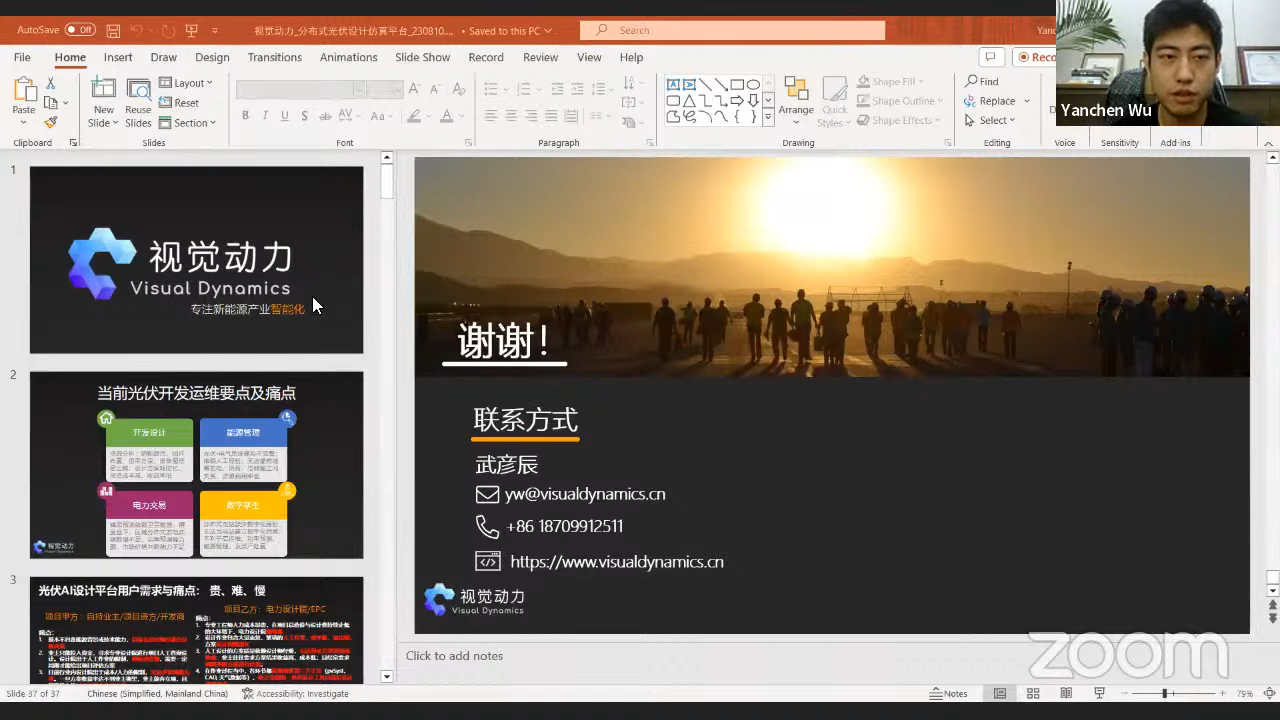 AutoSave Off
视觉动力_分布式光伏设计仿真平台_230810.... • Saved to this PC
Search
Yanc
File Home Insert Draw Design Transitions Animations Slide Show Record Review View Help
Reco
Paste
New Slide
Reuse Slides
Layout
Reset
Section
Shape Fill
Shape Outline
Shape Effects
Arrange
Quick Styles
Find
Replace
Select
Yanchen Wu
Clipboard
Slides
Font
Paragraph
Drawing
Editing
Voice
Sensitivity
Add-ins
1
视觉动力
Visual Dynamics
专注新能源产业智能化
2
当前光伏开发运维要点及痛点
开发设计
能源管理
电力交易
数字孪生
视觉动力
3
光伏AI设计平台用户需求与痛点： 贵、难、慢
项目甲方：自持业主/项目资方/开发商
项目乙方：电力设计院/EPC
谢谢！
联系方式
武彦辰
yw@visualdynamics.cn
+86 18709912511
https://www.visualdynamics.cn
视觉动力
Visual Dynamics
Click to add notes
zoom
Slide 37 of 37
Chinese (Simplified, Mainland China)
Accessibility: Investigate
Notes
79%